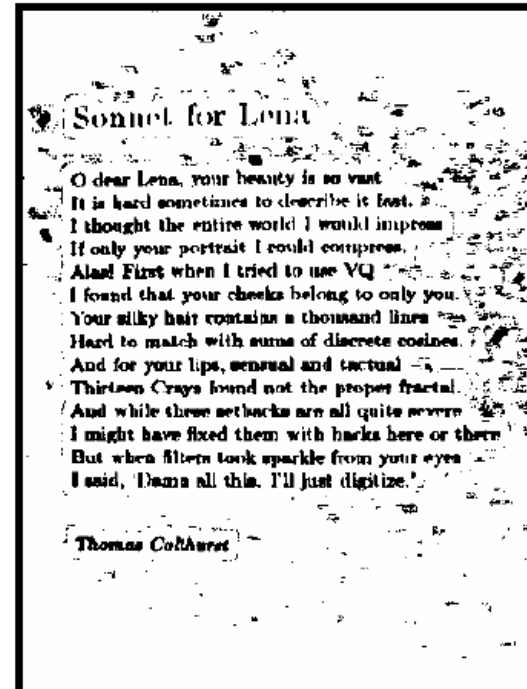 Sonnet for Lena
O dear Lena, your beauty is so vast
It is hard sometimes to describe it fast.
I thought the entire world I would impress
If only your portrait I could compress.
Alas! First when I tried to use VQ
I found that your cheeks belong to only you.
Your silky hair contains a thousand lines
Hard to match with sums of discrete cosines.
And for your lips, sensual and tactual
Thirteen Crays found not the proper fractal.
And while these setbacks are all quite severe
I might have fixed them with hacks here or there
But when filters took sparkle from your eyes
I said, 'Damn all this. I'll just digitize.'
Thomas Colthurst